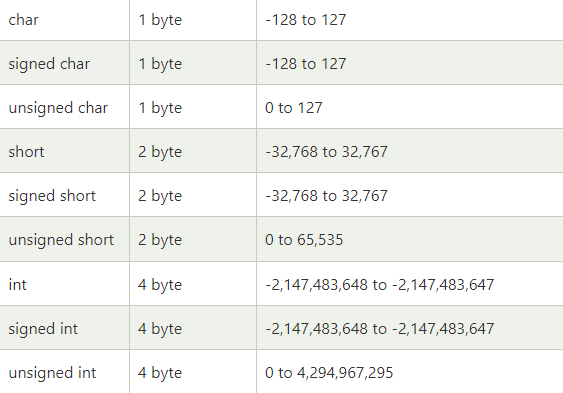 char 1 byte -128 to 127
signed char 1 byte -128 to 127
unsigned char 1 byte 0 to 127
short 2 byte -32,768 to 32,767
signed short 2 byte -32,768 to 32,767
unsigned short 2 byte 0 to 65,535
int 4 byte -2,147,483,648 to -2,147,483,647
signed int 4 byte -2,147,483,648 to -2,147,483,647
unsigned int 4 byte 0 to 4,294,967,295